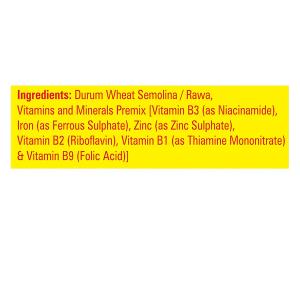 Ingredients: Durum Wheat Semolina / Rawa,
Vitamins and Minerals Premix [Vitamin B3 (as Niacinamide),
Iron (as Ferrous Sulphate), Zinc (as Zinc Sulphate),
Vitamin B2 (Riboflavin), Vitamin B1 (as Thiamine Mononitrate)
& Vitamin B9 (Folic Acid)]